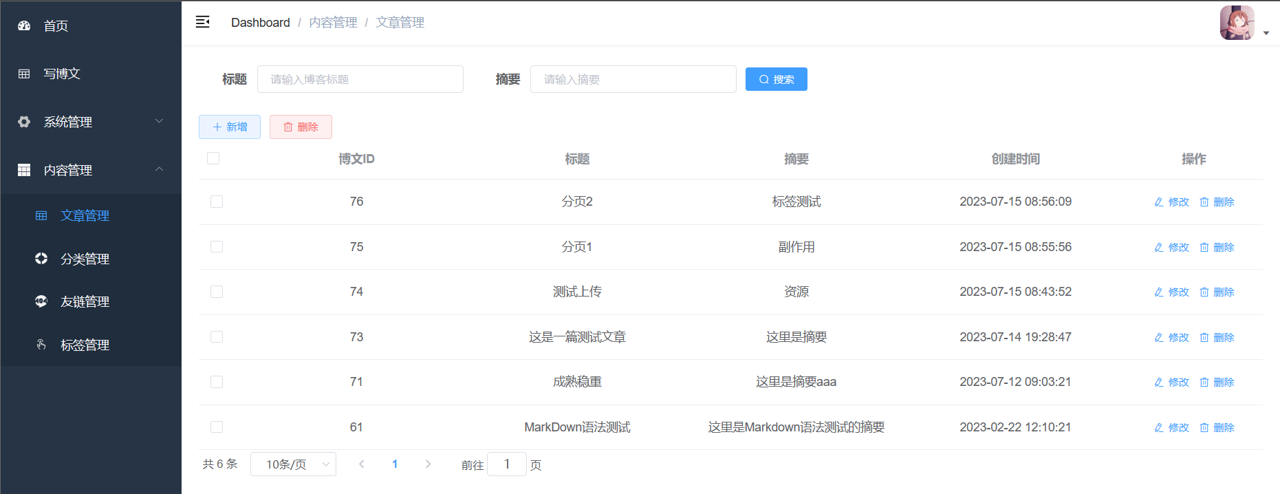 首页
Dashboard / 内容管理 / 文章管理
写博文
系统管理
内容管理
文章管理
分类管理
友链管理
标签管理
标题 请输入博客标题 摘要 请输入摘要 搜索
新增 删除
博文ID 标题 摘要 创建时间 操作
76 分页2 标签测试 2023-07-15 08:56:09 修改 删除
75 分页1 副作用 2023-07-15 08:55:56 修改 删除
74 测试上传 资源 2023-07-15 08:43:52 修改 删除
73 这是一篇测试文章 这里是摘要 2023-07-14 19:28:47 修改 删除
71 成熟稳重 这里是摘要aaa 2023-07-12 09:03:21 修改 删除
61 MarkDown语法测试 这里是Markdown语法测试的摘要 2023-02-22 12:10:21 修改 删除
共 6 条 10条/页 1 前往 1 页